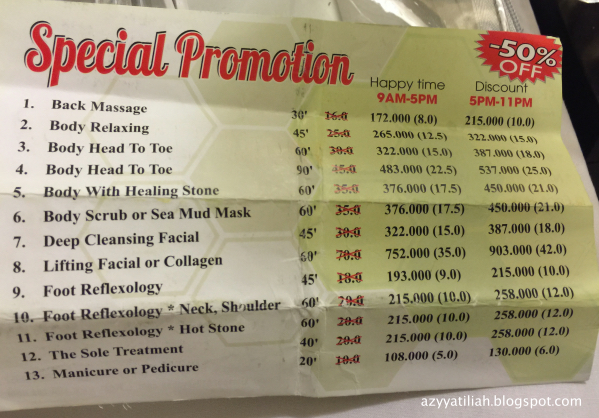 Special Promotion
-50%
OFF
Happy time
9AM-5PM
Discount
5PM-11PM
1. Back Massage 30' 16.0 172.000 (8.0) 215.000 (10.0)
2. Body Relaxing 45' 25.0 265.000 (12.5) 322.000 (15.0)
3. Body Head To Toe 60' 30.0 322.000 (15.0) 387.000 (18.0)
4. Body Head To Toe 90' 45.0 483.000 (22.5) 537.000 (25.0)
5. Body With Healing Stone 60' 35.0 376.000 (17.5) 450.000 (21.0)
6. Body Scrub or Sea Mud Mask 60' 35.0 376.000 (17.5) 450.000 (21.0)
7. Deep Cleansing Facial 45' 30.0 322.000 (15.0) 387.000 (18.0)
8. Lifting Facial or Collagen 70.0 752.000 (35.0) 903.000 (42.0)
9. Foot Reflexology 45' 18.0 193.000 (9.0) 215.000 (10.0)
10. Foot Reflexology * Neck, Shoulder 60' 20.0 215.000 (10.0) 258.000 (12.0)
11. Foot Reflexology * Hot Stone 60' 20.0 215.000 (10.0) 258.000 (12.0)
12. The Sole Treatment 40' 20.0 215.000 (10.0) 258.000 (12.0)
13. Manicure or Pedicure 20' 10.0 108.000 (5.0) 130.000 (6.0)
azyyatiliah.blogspot.com